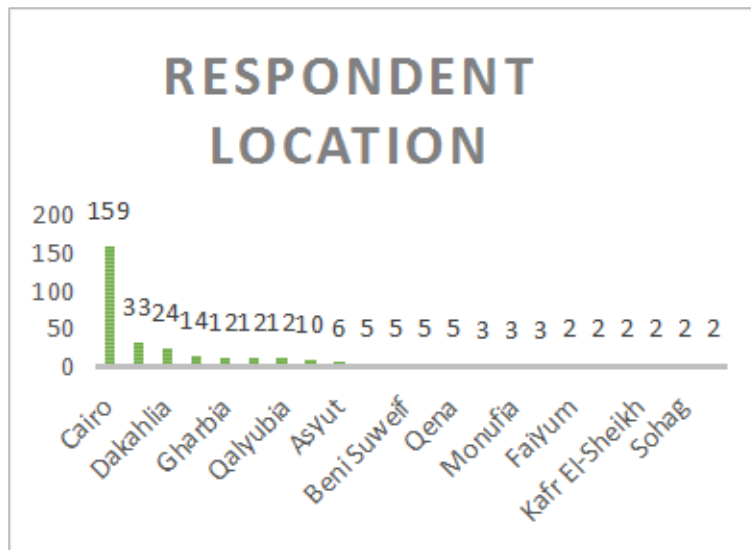 RESPONDENT
LOCATION
200
150
100
50
0
159 33 24 14 12 12 12 10 6 5 5 5 5 3 3 3 2 2 2 2 2 2
Cairo
Dakahlia
Gharbia
Qalyubia
Asyut
Beni Suweif
Qena
Monufia
Faiyum
Kafr El-Sheikh
Sohag